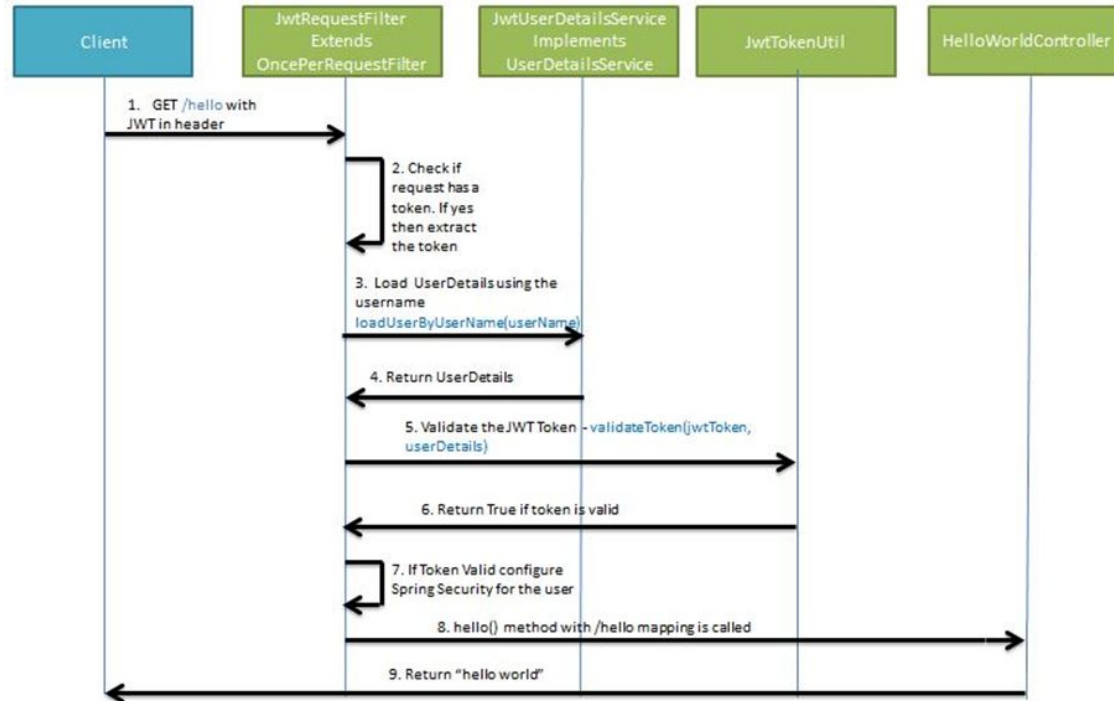 Client
JwtRequestFilter
Extends
OncePerRequestFilter
JwtUserDetailsService
Implements
UserDetailsService
JwtTokenUtil
HelloWorldController
1. GET /hello with
JWT in header
2. Check if
request has a
token. If yes
then extract
the token
3. Load UserDetails using the
username
loadUserByUserName(userName)
4. Return UserDetails
5. Validate the JWT Token - validateToken(jwtToken,
userDetails)
6. Return True if token is valid
7. If Token Valid configure
Spring Security for the user
8. hello() method with /hello mapping is called
9. Return “hello world”